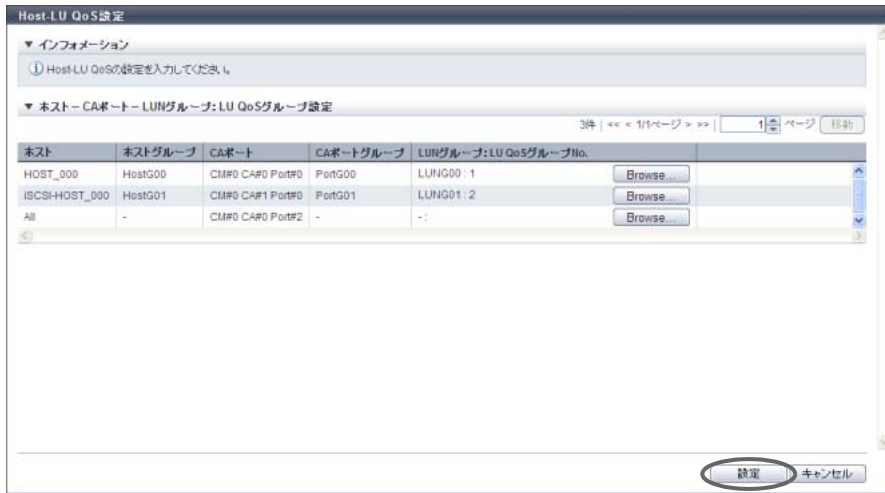 Host-LU QoS設定
▼ インフォメーション
Host-LU QoSの設定を入力してください。
▼ ホスト－CAポート－LUNグループ:LU QoSグループ設定
3件 | << < 1/1ページ > >> | 1 ページ 移動
ホスト ホストグループ CAポート CAポートグループ LUNグループ:LU QoSグループNo.
HOST_000 HostG00 CM#0 CA#0 Port#0 PortG00 LUNG00 : 1 Browse...
iSCSI-HOST_000 HostG01 CM#0 CA#1 Port#0 PortG01 LUNG01 : 2 Browse...
All - CM#0 CA#0 Port#2 - - : Browse...
設定 キャンセル